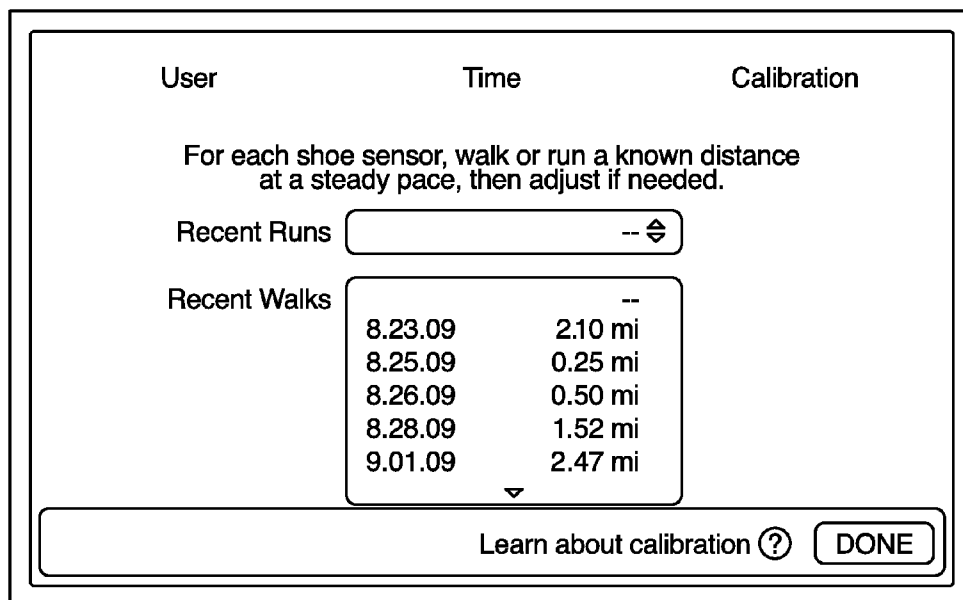 User Time Calibration
For each shoe sensor, walk or run a known distance
at a steady pace, then adjust if needed.
Recent Runs --
Recent Walks --
8.23.09 2.10 mi
8.25.09 0.25 mi
8.26.09 0.50 mi
8.28.09 1.52 mi
9.01.09 2.47 mi
Learn about calibration ? DONE